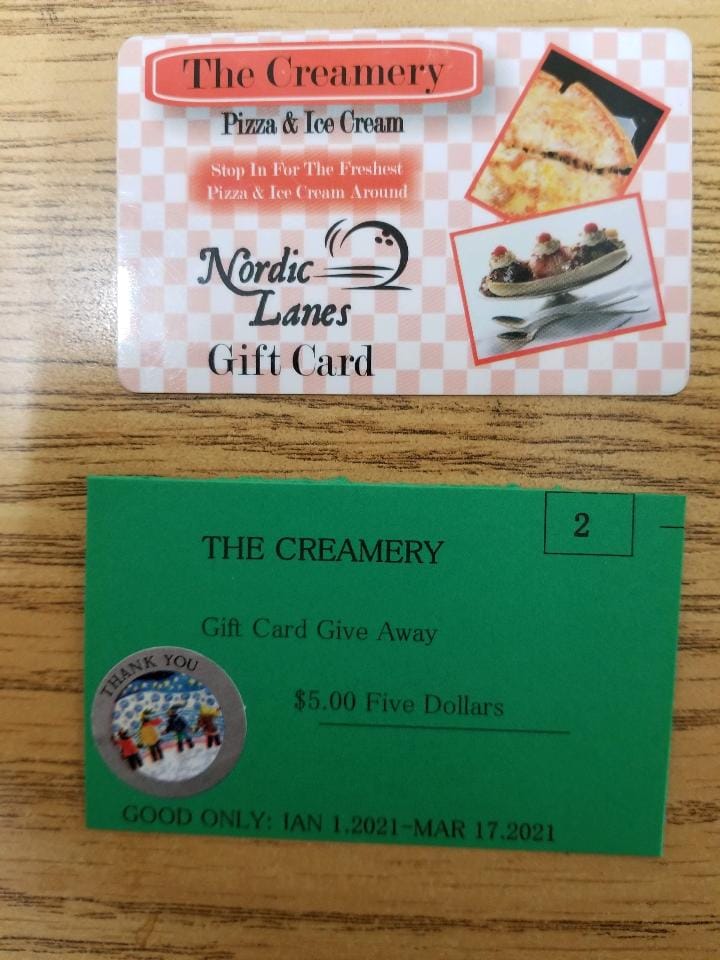 The Creamery
Pizza & Ice Cream
Stop In For The Freshest
Pizza & Ice Cream Around
Nordic
Lanes
Gift Card
2
THE CREAMERY
Gift Card Give Away
$5.00 Five Dollars
THANK YOU
GOOD ONLY: JAN 1.2021-MAR 17.2021